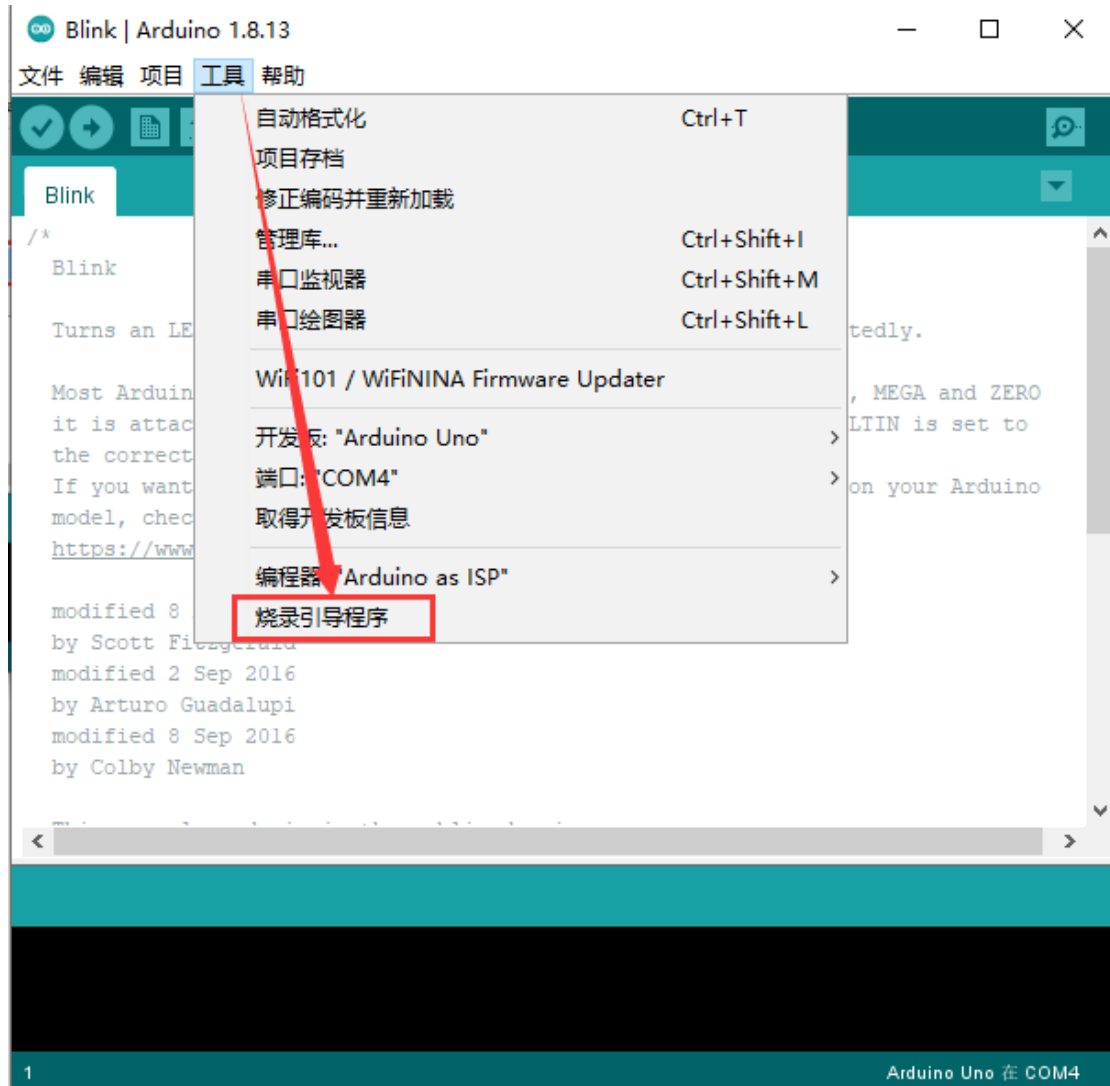 Blink | Arduino 1.8.13
文件 编辑 项目 工具 帮助
自动格式化 Ctrl+T
项目存档
修正编码并重新加载
管理库... Ctrl+Shift+I
串口监视器 Ctrl+Shift+M
串口绘图器 Ctrl+Shift+L
WiFi101 / WiFiNINA Firmware Updater
开发板: "Arduino Uno"
端口: "COM4"
取得开发板信息
编程器: "Arduino as ISP"
烧录引导程序
Blink
/*
Blink
Turns an LE tedly.
Most Arduin , MEGA and ZERO
it is attac LTIN is set to
the correct
If you want on your Arduino
model, chec
https://www
modified 8
by Scott Fitzgerald
modified 2 Sep 2016
by Arturo Guadalupi
modified 8 Sep 2016
by Colby Newman
1 Arduino Uno 在 COM4